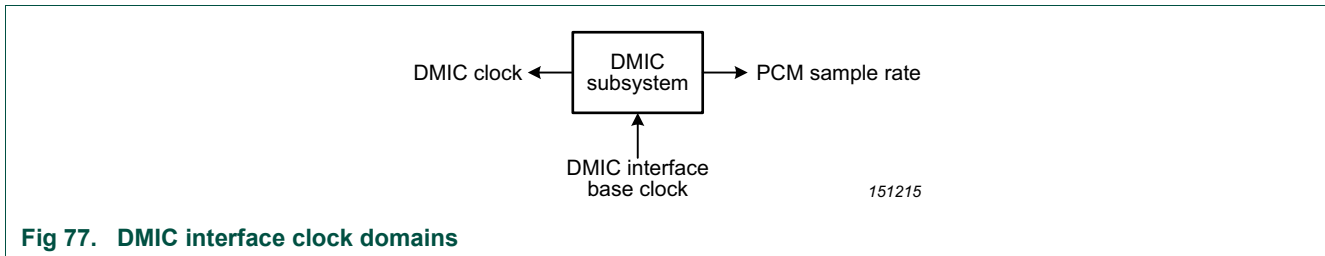 DMIC
subsystem
DMIC clock
PCM sample rate
DMIC interface
base clock
151215
Fig 77. DMIC interface clock domains